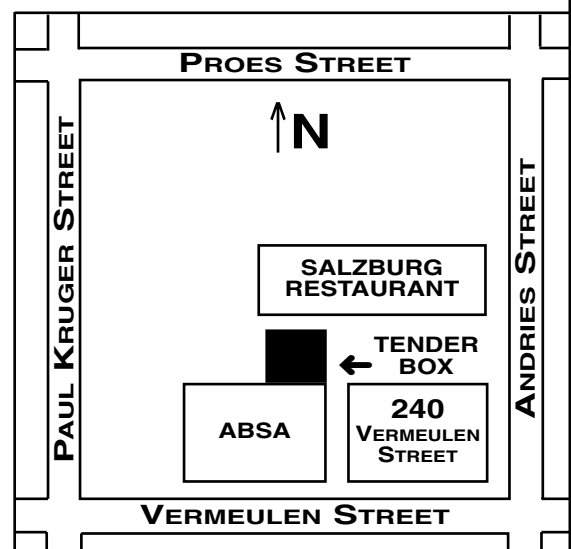 PROES STREET
N
PAUL KRUGER STREET
ANDRIES STREET
SALZBURG
RESTAURANT
TENDER
BOX
ABSA
240
VERMEULEN
STREET
VERMEULEN STREET